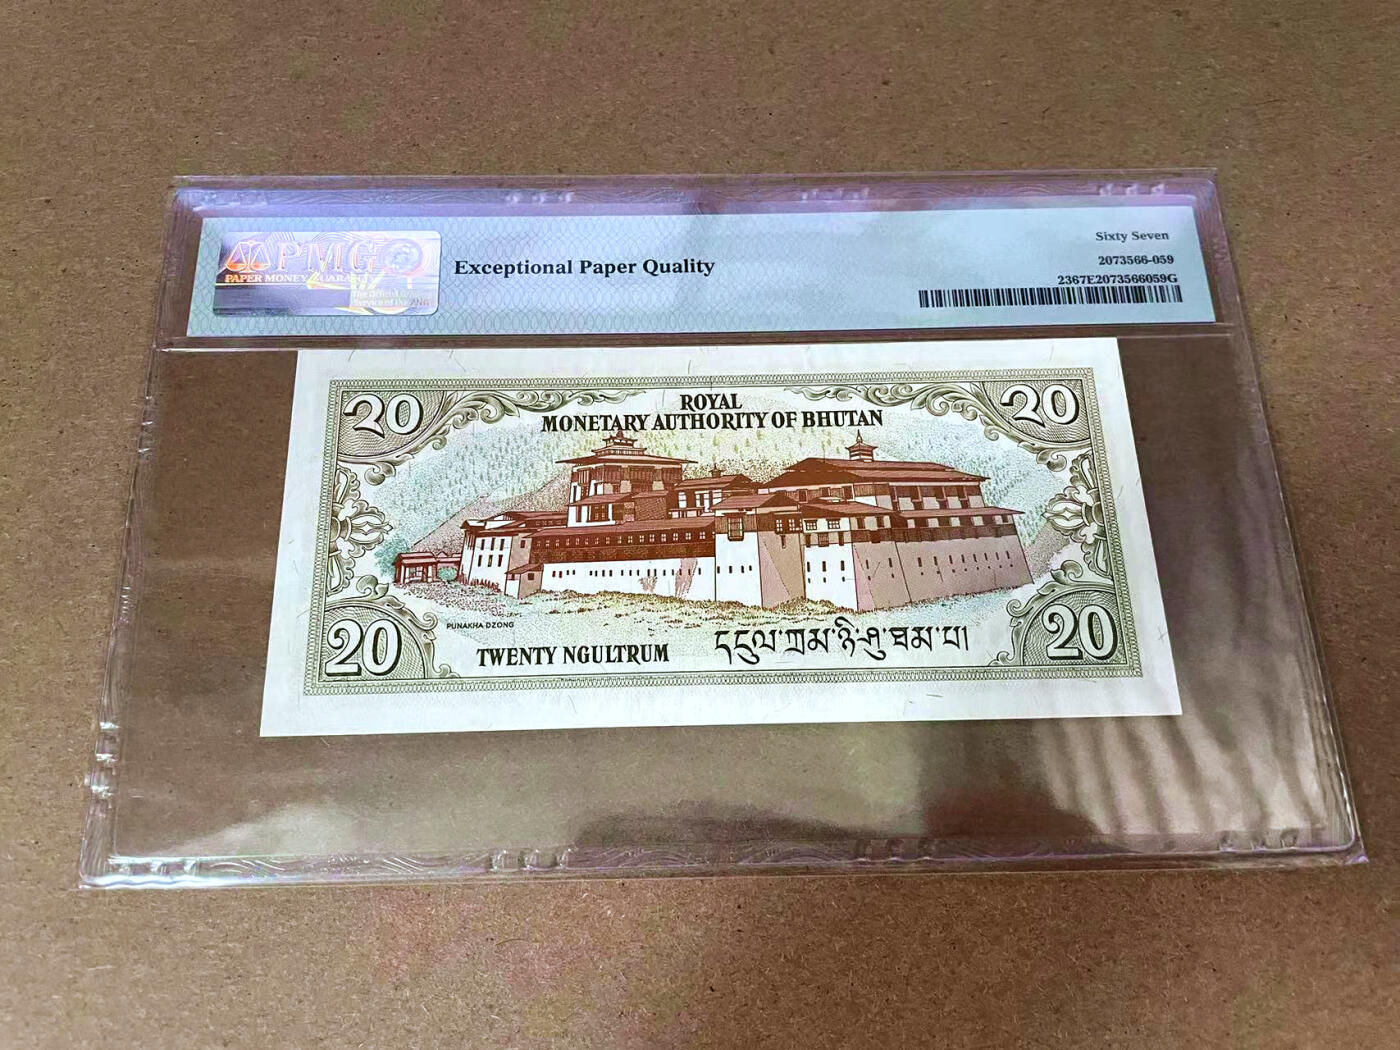 PMG
PAPER MONEY GUARANTY
Exceptional Paper Quality
Sixty Seven
2073566-059
2367E2073566059G
20
20
ROYAL
MONETARY AUTHORITY OF BHUTAN
PUNAKHA DZONG
20
TWENTY NGULTRUM
དངུལ་ཀྲམ་ཉི་ཤུ་ཐམ་པ།
20